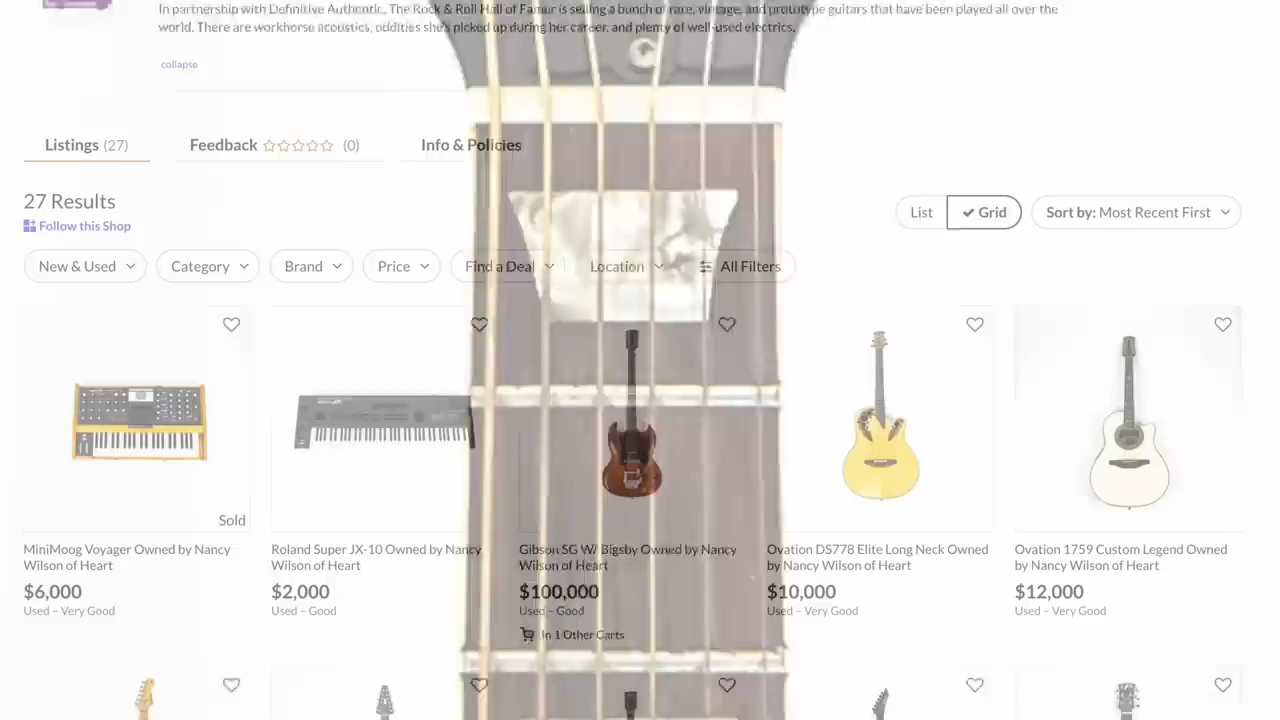 In partnership with Definitive Authentic, The Rock & Roll Hall of Famer is selling a bunch of rare, vintage, and prototype guitars that have been played all over the
world. There are workhorse acoustics, oddities she's picked up during her career, and plenty of well-used electrics.
collapse
Listings (27) Feedback (0) Info & Policies
27 Results
Follow this Shop
List Grid Sort by: Most Recent First
New & Used Category Brand Price Find a Deal Location All Filters
Sold
MiniMoog Voyager Owned by Nancy
Wilson of Heart
$6,000
Used – Very Good
Roland Super JX-10 Owned by Nancy
Wilson of Heart
$2,000
Used – Good
Gibson SG W/ Bigsby Owned by Nancy
Wilson of Heart
$100,000
Used – Good
In 1 Other Carts
Ovation DS778 Elite Long Neck Owned
by Nancy Wilson of Heart
$10,000
Used – Very Good
Ovation 1759 Custom Legend Owned
by Nancy Wilson of Heart
$12,000
Used – Very Good